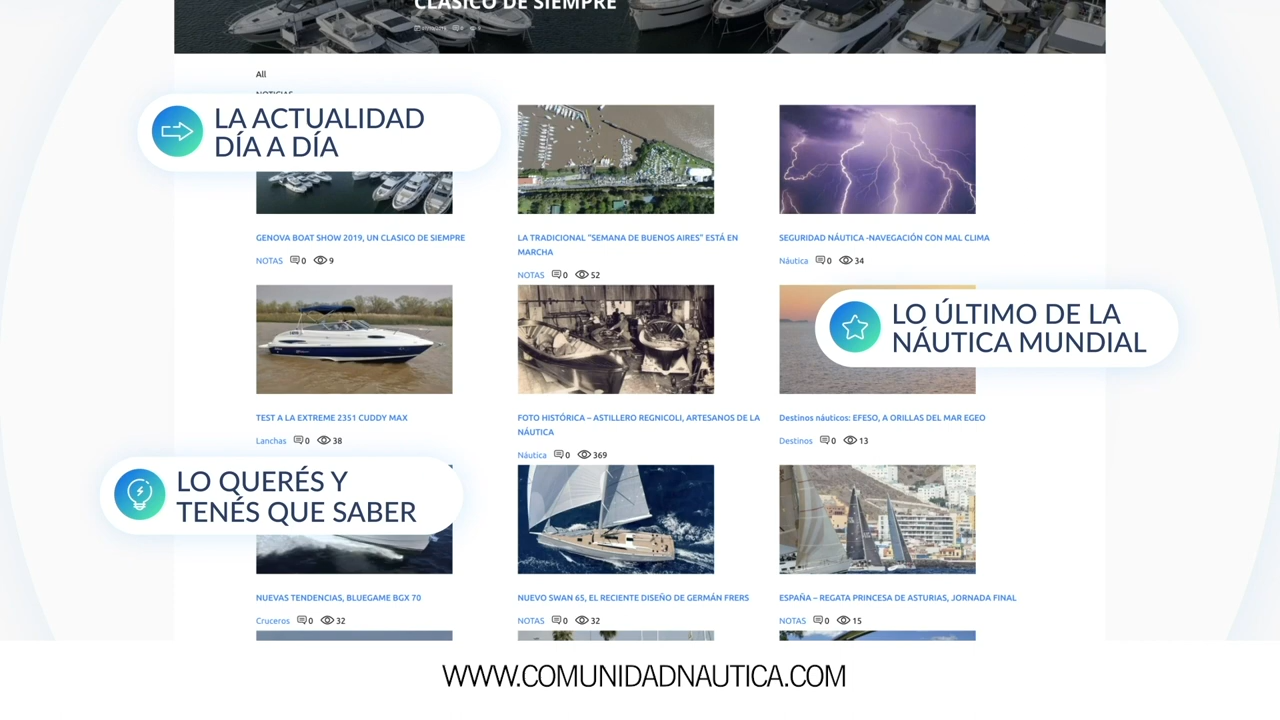 CLASICO DE SIEMPRE
All
NOTICIAS
LA ACTUALIDAD
DÍA A DÍA
GENOVA BOAT SHOW 2019, UN CLASICO DE SIEMPRE
NOTAS 0 9
LA TRADICIONAL "SEMANA DE BUENOS AIRES" ESTÁ EN
MARCHA
NOTAS 0 52
SEGURIDAD NÁUTICA -NAVEGACIÓN CON MAL CLIMA
Náutica 0 34
LO ÚLTIMO DE LA
NÁUTICA MUNDIAL
TEST A LA EXTREME 2351 CUDDY MAX
Lanchas 0 38
FOTO HISTÓRICA – ASTILLERO REGNICOLI, ARTESANOS DE LA
NÁUTICA
Náutica 0 369
Destinos náuticos: EFESO, A ORILLAS DEL MAR EGEO
Destinos 0 13
LO QUERÉS Y
TENÉS QUE SABER
NUEVAS TENDENCIAS, BLUEGAME BGX 70
Cruceros 0 32
NUEVO SWAN 65, EL RECIENTE DISEÑO DE GERMÁN FRERS
NOTAS 0 32
ESPAÑA – REGATA PRINCESA DE ASTURIAS, JORNADA FINAL
NOTAS 0 15
WWW.COMUNIDADNAUTICA.COM